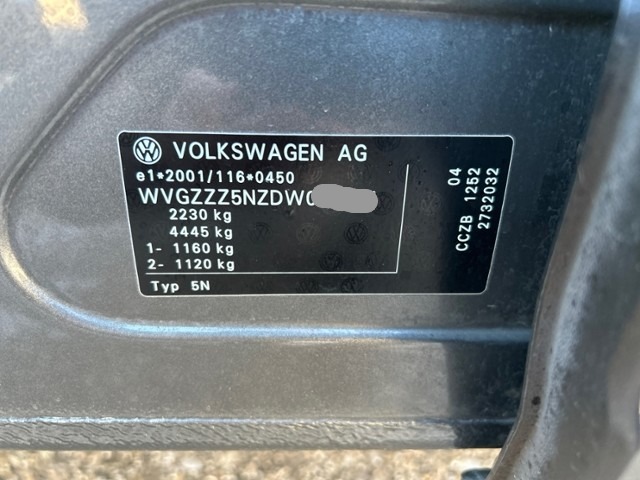 VOLKSWAGEN AG
e1*2001/116*0450
WVGZZZ5NZDW0
2230 kg
4445 kg
1- 1160 kg
2- 1120 kg
Typ 5N
04
CCZB 1252
2732032